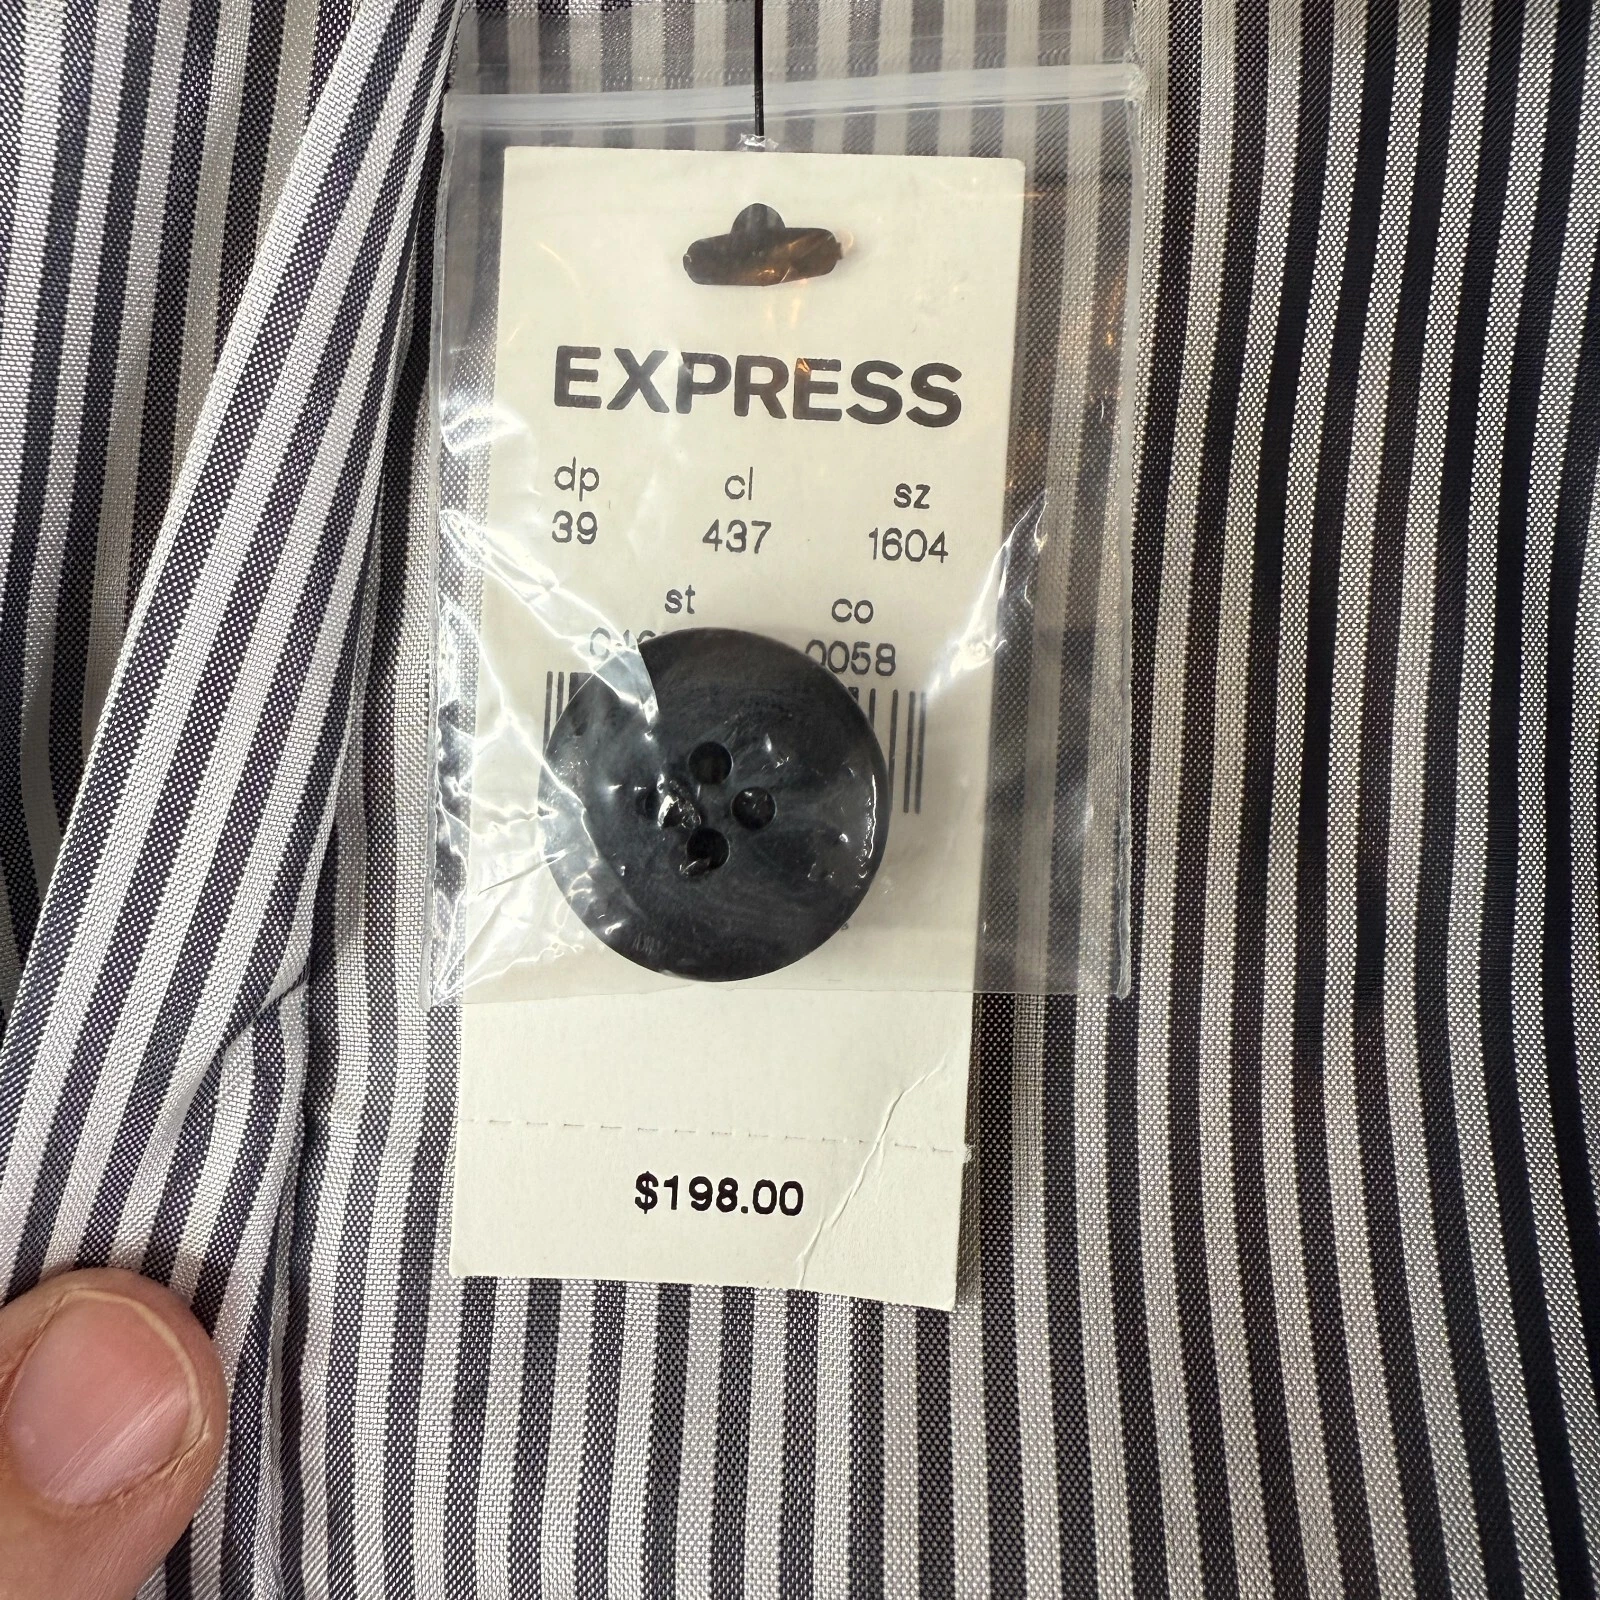 EXPRESS
dp cl sz
39 437 1604
st co
0058
$198.00